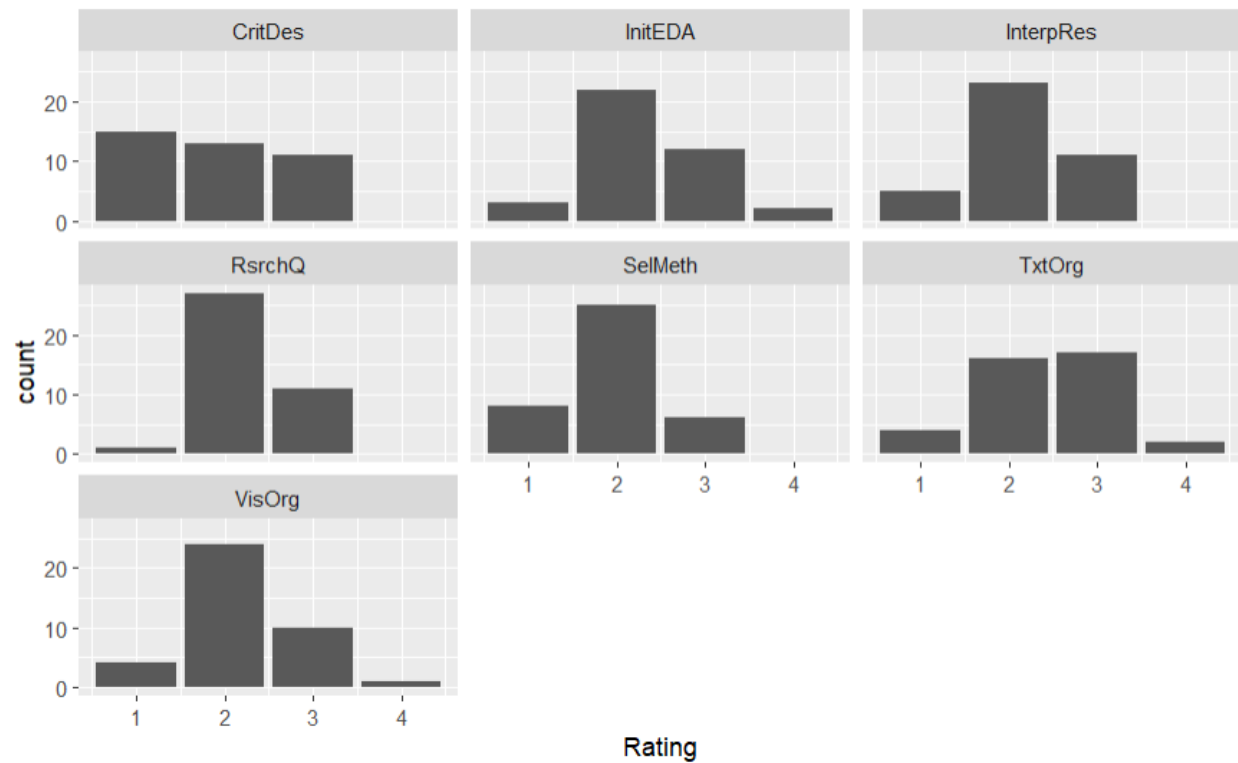 CritDes InitEDA InterpRes
20
10
0
RsrchQ SelMeth TxtOrg
20
10
0
1 2 3 4 1 2 3 4
VisOrg
20
10
0
1 2 3 4
count
Rating